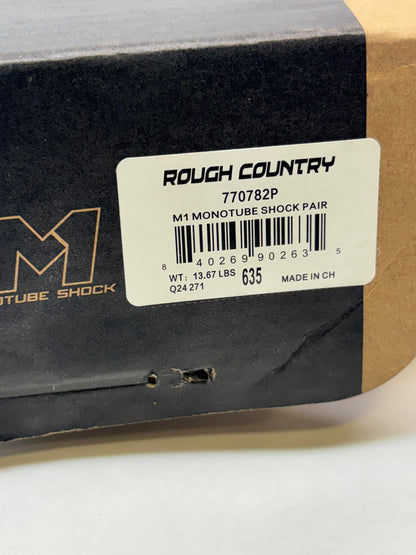 ROUGH COUNTRY
770782P
M1 MONOTUBE SHOCK PAIR
8 40269 90263 5
WT: 13.67 LBS 635 MADE IN CH
Q24 271
M
NOTUBE SHOCK